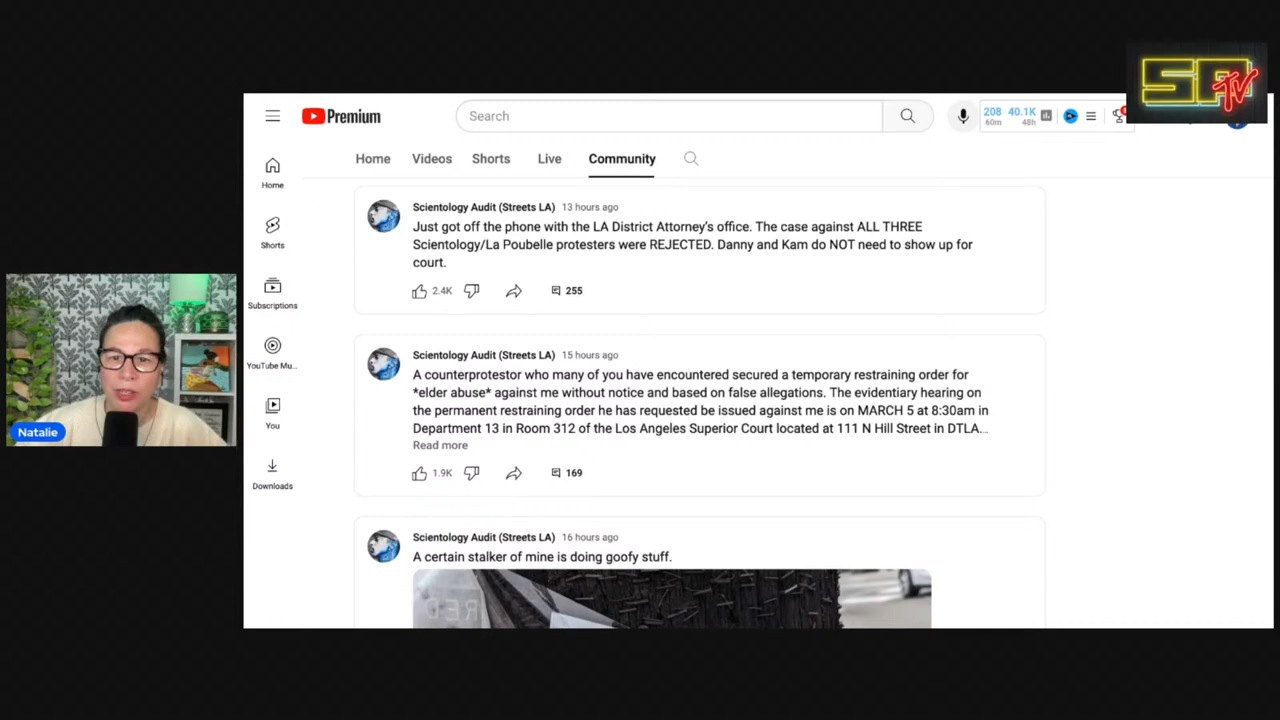 SPTV
Premium
Search
208
60m
40.1K
48h
Home
Videos
Shorts
Live
Community
Home
Shorts
Subscriptions
YouTube Mu...
You
Downloads
Scientology Audit (Streets LA) 13 hours ago
Just got off the phone with the LA District Attorney's office. The case against ALL THREE
Scientology/La Poubelle protesters were REJECTED. Danny and Kam do NOT need to show up for
court.
2.4K
255
Scientology Audit (Streets LA) 15 hours ago
A counterprotestor who many of you have encountered secured a temporary restraining order for
*elder abuse* against me without notice and based on false allegations. The evidentiary hearing on
the permanent restraining order he has requested be issued against me is on MARCH 5 at 8:30am in
Department 13 in Room 312 of the Los Angeles Superior Court located at 111 N Hill Street in DTLA...
Read more
1.9K
169
Scientology Audit (Streets LA) 16 hours ago
A certain stalker of mine is doing goofy stuff.
Natalie